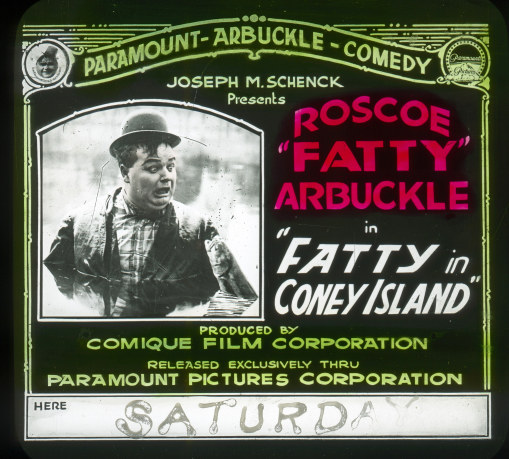 PARAMOUNT-ARBUCKLE-COMEDY
JOSEPH M. SCHENCK
Presents
ROSCOE
"FATTY"
ARBUCKLE
in
"FATTY in
CONEY ISLAND"
PRODUCED BY
COMIQUE FILM CORPORATION
RELEASED EXCLUSIVELY THRU
PARAMOUNT PICTURES CORPORATION
HERE SATURDAY